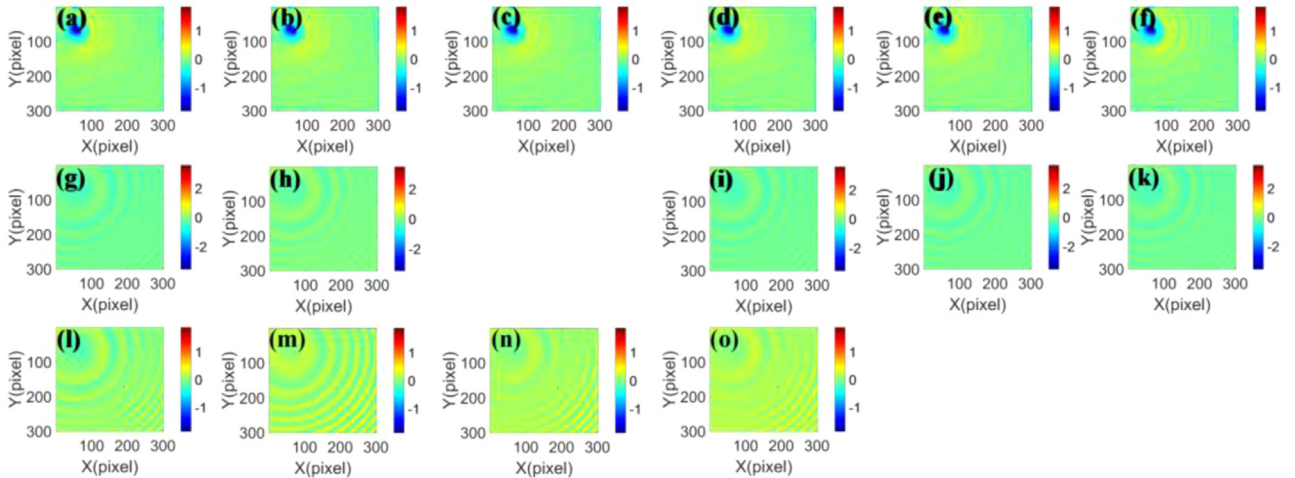 (a) (b) (c) (d) (e) (f)
1 1 1 1 1 1
100 100 100 100 100 100
0 0 0 0 0 0
200 200 200 200 200 200
-1 -1 -1 -1 -1 -1
300 300 300 300 300 300
Y(pixel) Y(pixel) Y(pixel) Y(pixel) Y(pixel) Y(pixel)
100 200 300 100 200 300 100 200 300 100 200 300 100 200 300 100 200 300
X(pixel) X(pixel) X(pixel) X(pixel) X(pixel) X(pixel)
(g) (h) (i) (j) (k)
2 2 2 2 2
100 100 100 100 100
0 0 0 0 0
200 200 200 200 200
-2 -2 -2 -2 -2
300 300 300 300 300
Y(pixel) Y(pixel) Y(pixel) Y(pixel) Y(pixel)
100 200 300 100 200 300 100 200 300 100 200 300 100 200 300
X(pixel) X(pixel) X(pixel) X(pixel) X(pixel)
(l) (m) (n) (o)
1 1 1 1
100 100 100 100
0 0 0 0
200 200 200 200
-1 -1 -1 -1
300 300 300 300
Y(pixel) Y(pixel) Y(pixel) Y(pixel)
100 200 300 100 200 300 100 200 300 100 200 300
X(pixel) X(pixel) X(pixel) X(pixel)